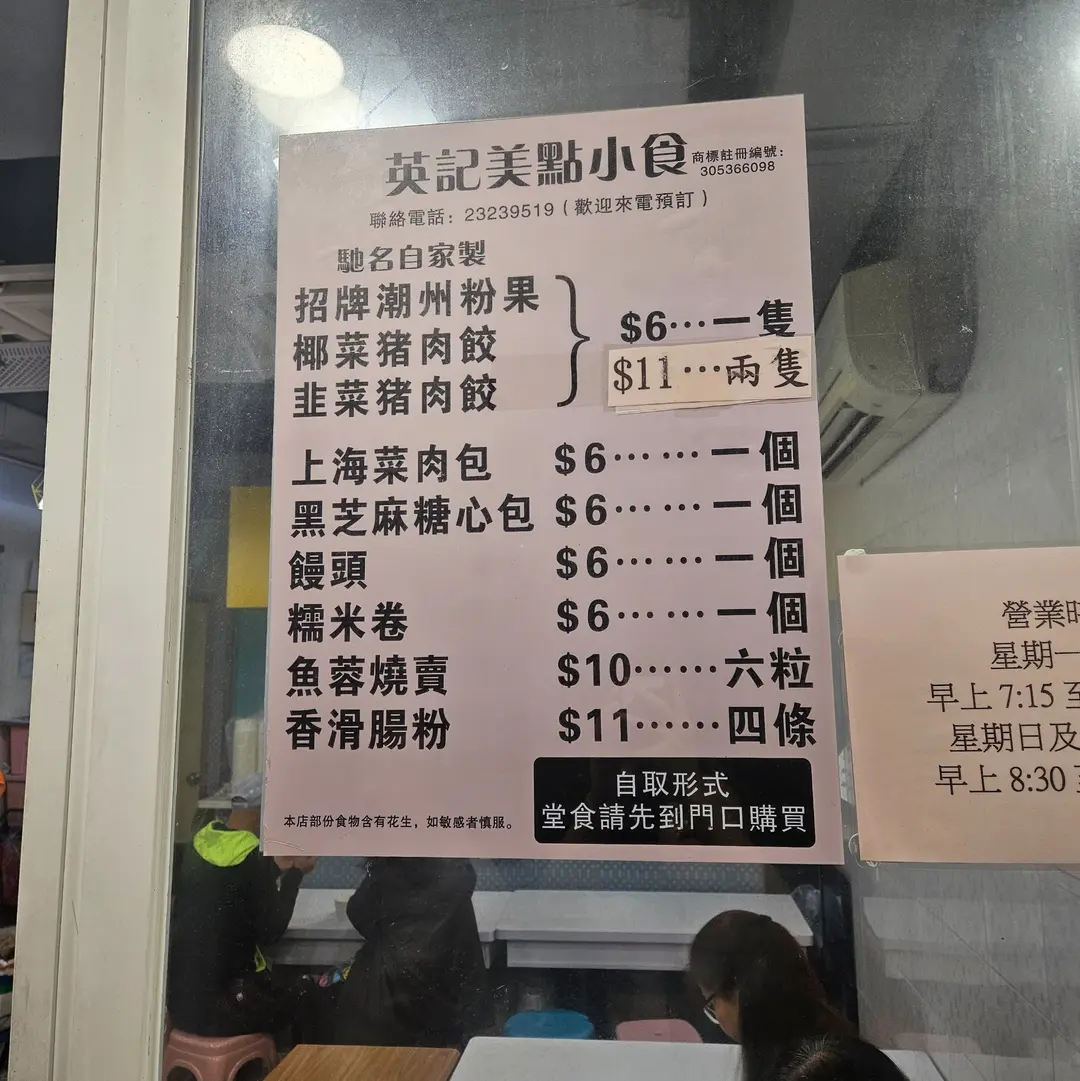 英記美點小食 商標註冊編號：305366098
聯絡電話：23239519（歡迎來電預訂）
馳名自家製
招牌潮州粉果
椰菜猪肉餃
韭菜猪肉餃
$6…一隻
$11…兩隻
上海菜肉包 $6……一個
黑芝麻糖心包 $6……一個
饅頭 $6……一個
糯米卷 $6……一個
魚蓉燒賣 $10……六粒
香滑腸粉 $11……四條
自取形式
堂食請先到門口購買
本店部份食物含有花生，如敏感者慎服。
營業時
星期一
早上 7:15 至
星期日及
早上 8:30 至